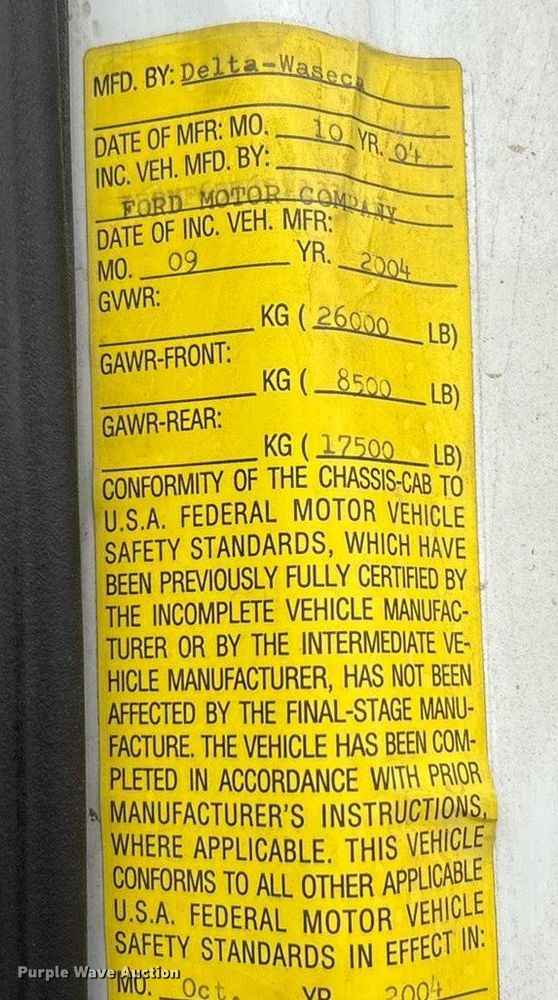 MFD. BY: Delta-Waseca
DATE OF MFR: MO. 10 YR. 04
INC. VEH. MFD. BY:
FORD MOTOR COMPANY
DATE OF INC. VEH. MFR:
MO. 09 YR. 2004
GVWR:
KG ( 26000 LB)
GAWR-FRONT:
KG ( 8500 LB)
GAWR-REAR:
KG ( 17500 LB)
CONFORMITY OF THE CHASSIS-CAB TO
U.S.A. FEDERAL MOTOR VEHICLE
SAFETY STANDARDS, WHICH HAVE
BEEN PREVIOUSLY FULLY CERTIFIED BY
THE INCOMPLETE VEHICLE MANUFAC-
TURER OR BY THE INTERMEDIATE VE-
HICLE MANUFACTURER, HAS NOT BEEN
AFFECTED BY THE FINAL-STAGE MANU-
FACTURE. THE VEHICLE HAS BEEN COM-
PLETED IN ACCORDANCE WITH PRIOR
MANUFACTURER'S INSTRUCTIONS,
WHERE APPLICABLE. THIS VEHICLE
CONFORMS TO ALL OTHER APPLICABLE
U.S.A. FEDERAL MOTOR VEHICLE
SAFETY STANDARDS IN EFFECT IN:
MO. Oct. YR. 2004
Purple Wave Auction